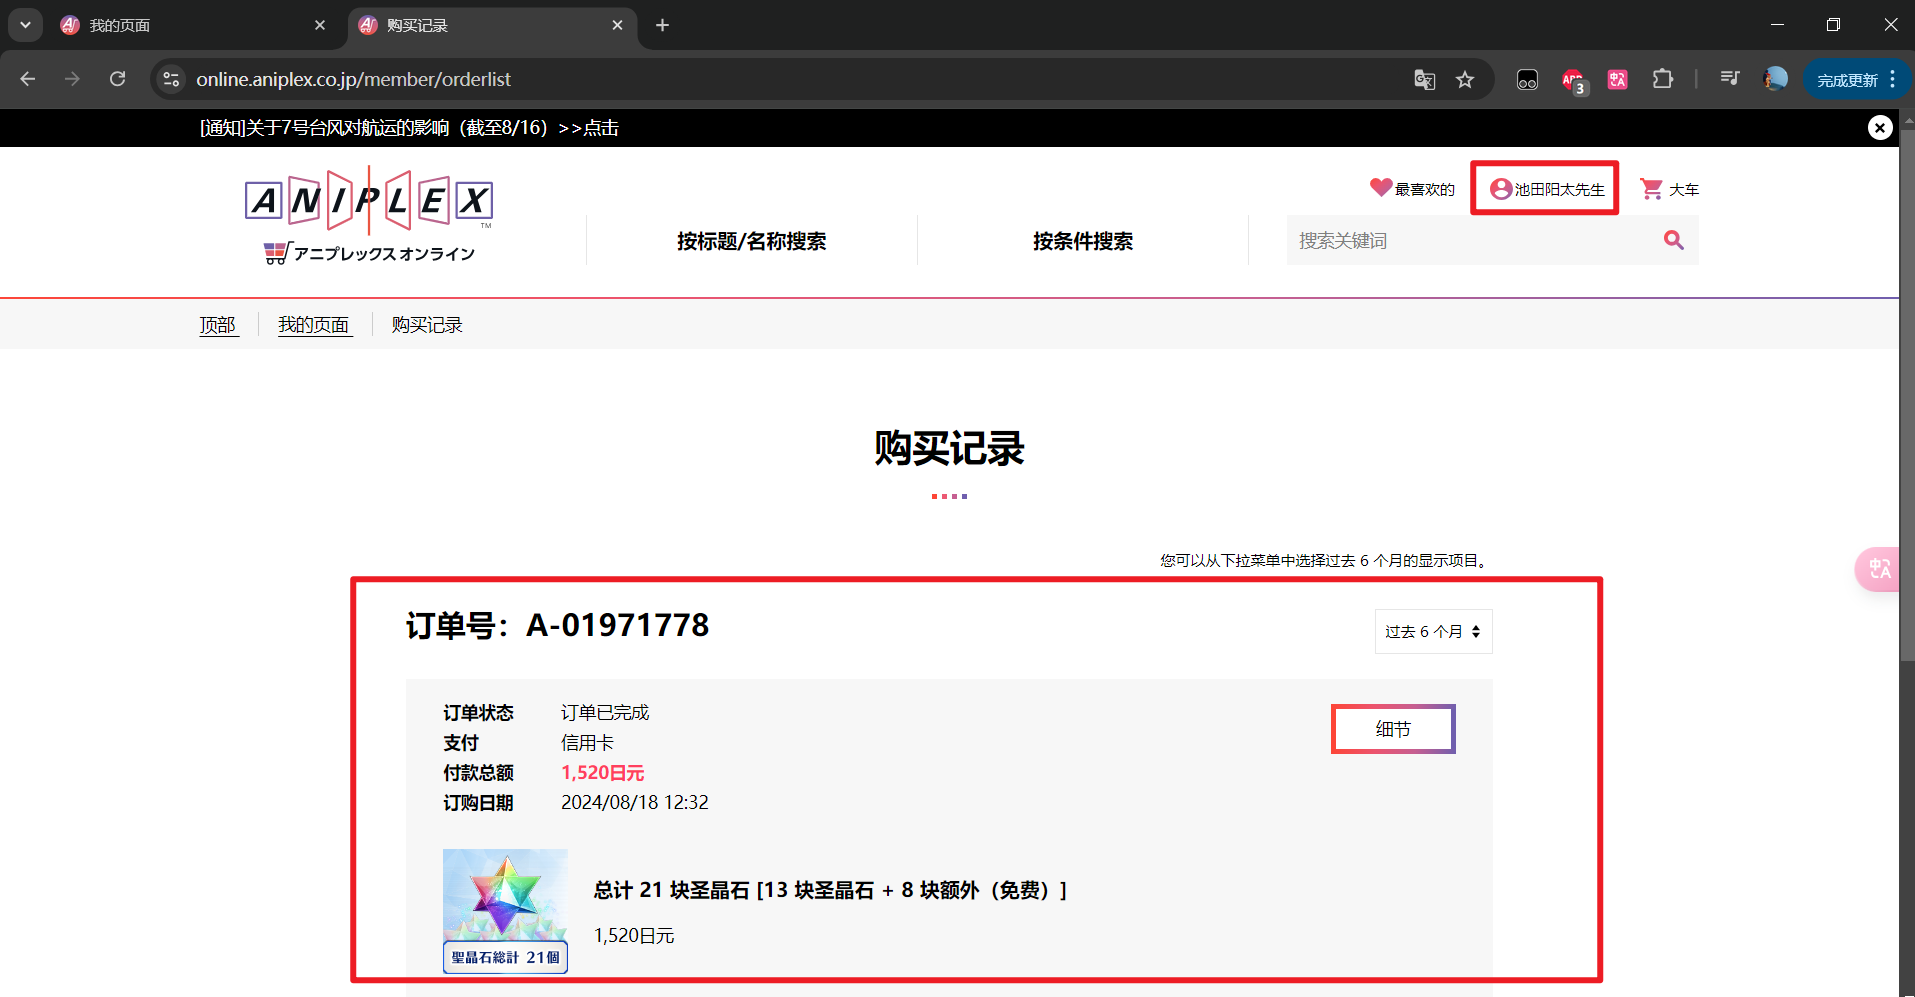 我的页面
购买记录
online.aniplex.co.jp/member/orderlist
3
完成更新
[通知]关于7号台风对航运的影响（截至8/16）>>点击
ANIPLEX™
アニプレックス オンライン
最喜欢的
池田阳太先生
大车
按标题/名称搜索
按条件搜索
搜索关键词
顶部
我的页面
购买记录
购买记录
您可以从下拉菜单中选择过去 6 个月的显示项目。
订单号：A-01971778
过去 6 个月
订单状态 订单已完成
细节
支付 信用卡
付款总额 1,520日元
订购日期 2024/08/18 12:32
总计 21 块圣晶石 [13 块圣晶石 + 8 块额外（免费）]
1,520日元
聖晶石総計 21個